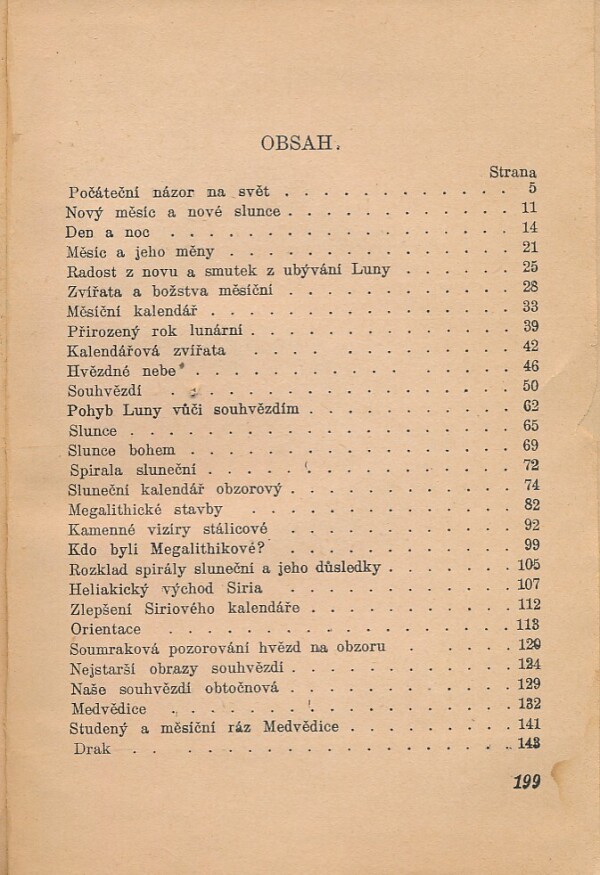 OBSAH.
Strana
Počáteční názor na svět . . . . . . . . . . . . 5
Nový měsíc a nové slunce . . . . . . . . . . . . 11
Den a noc . . . . . . . . . . . . . . . . . 14
Měsíc a jeho měny . . . . . . . . . . . . . . 21
Radost z novu a smutek z ubývání Luny . . . . . . 25
Zvířata a božstva měsíční . . . . . . . . . . . . 28
Měsíční kalendář . . . . . . . . . . . . . . . 33
Přirozený rok lunární . . . . . . . . . . . . . 39
Kalendářová zvířata . . . . . . . . . . . . . 42
Hvězdné nebe . . . . . . . . . . . . . . . . 46
Souhvězdí . . . . . . . . . . . . . . . . . 50
Pohyb Luny vůči souhvězdím . . . . . . . . . . . 62
Slunce . . . . . . . . . . . . . . . . . . . 65
Slunce bohem . . . . . . . . . . . . . . . . 69
Spirala sluneční . . . . . . . . . . . . . . . 72
Sluneční kalendář obzorový . . . . . . . . . . . . 74
Megalithické stavby . . . . . . . . . . . . . 82
Kamenné vizíry stálicové . . . . . . . . . . . . 92
Kdo byli Megalithikové? . . . . . . . . . . . . 99
Rozklad spirály sluneční a jeho důsledky . . . . . . . 105
Heliakický východ Siria . . . . . . . . . . . . 107
Zlepšení Siriového kalendáře . . . . . . . . . . . 112
Orientace . . . . . . . . . . . . . . . . . 113
Soumraková pozorování hvězd na obzoru . . . . . 120
Nejstarší obrazy souhvězdí . . . . . . . . . . . . 124
Naše souhvězdí obtočnová . . . . . . . . . . . . 129
Medvědice . . . . . . . . . . . . . . . . . 132
Studený a měsíční ráz Medvědice . . . . . . . . . 141
Drak . . . . . . . . . . . . . . . . . . . 143
199